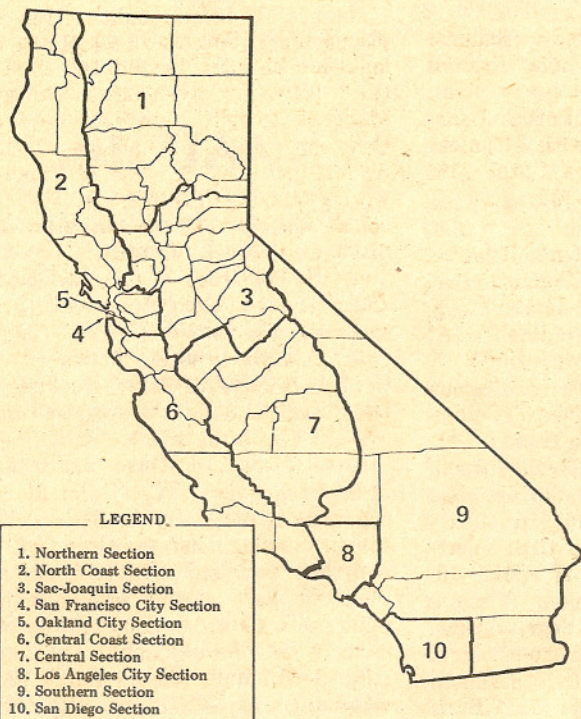 1
2
5
3
4
6
7
9
8
10
LEGEND
1. Northern Section
2. North Coast Section
3. Sac-Joaquin Section
4. San Francisco City Section
5. Oakland City Section
6. Central Coast Section
7. Central Section
8. Los Angeles City Section
9. Southern Section
10. San Diego Section